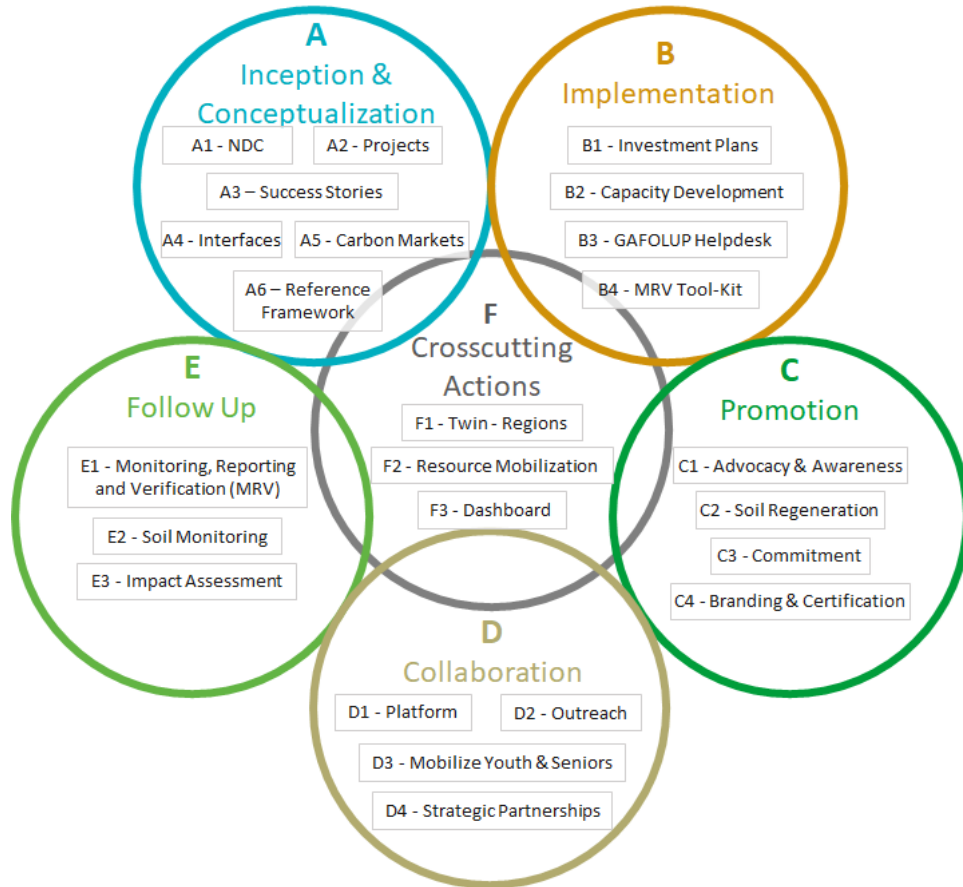 A
Inception &
Conceptualization
A1 - NDC
A2 - Projects
A3 – Success Stories
A4 - Interfaces
A5 - Carbon Markets
A6 – Reference
Framework
B
Implementation
B1 - Investment Plans
B2 - Capacity Development
B3 - GAFOLUP Helpdesk
B4 - MRV Tool-Kit
F
Crosscutting
Actions
F1 - Twin - Regions
F2 - Resource Mobilization
F3 - Dashboard
E
Follow Up
E1 - Monitoring, Reporting
and Verification (MRV)
E2 - Soil Monitoring
E3 - Impact Assessment
C
Promotion
C1 - Advocacy & Awareness
C2 - Soil Regeneration
C3 - Commitment
C4 - Branding & Certification
D
Collaboration
D1 - Platform
D2 - Outreach
D3 - Mobilize Youth & Seniors
D4 - Strategic Partnerships